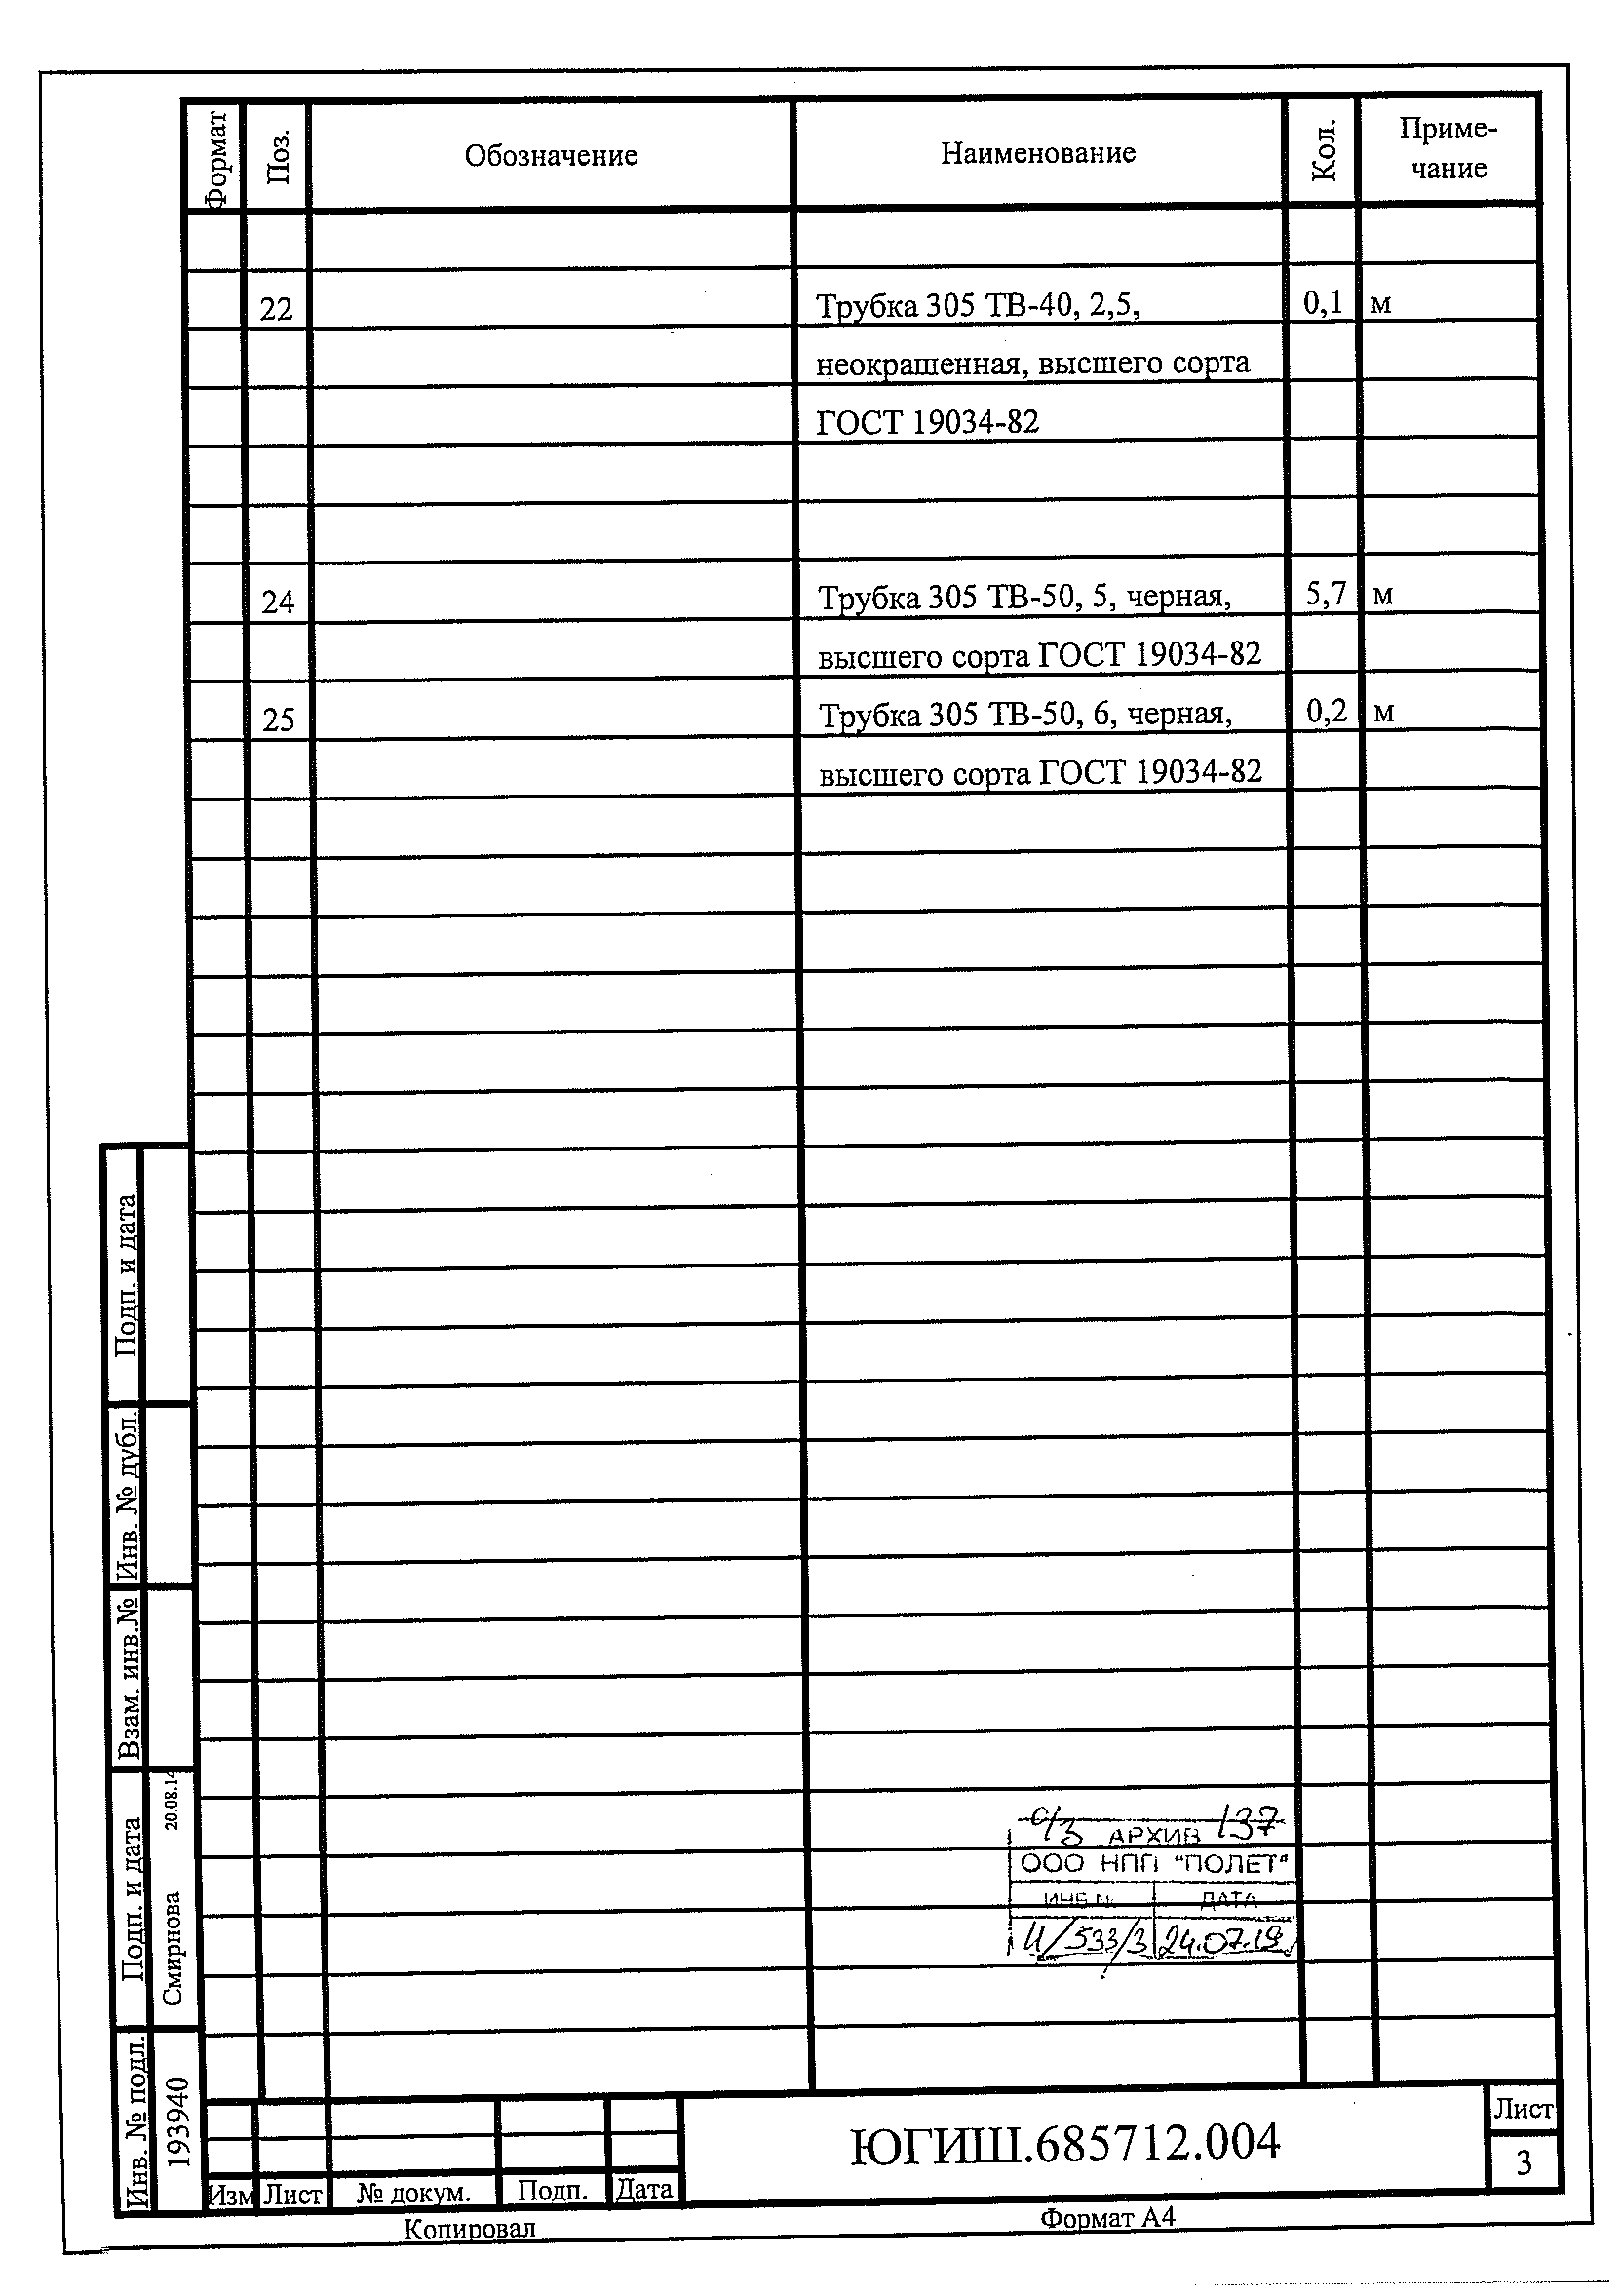 Формат Поз. Обозначение Наименование Кол. Приме-
чание
22 Трубка 305 ТВ-40, 2,5, 0,1 м
неокрашенная, высшего сорта
ГОСТ 19034-82
24 Трубка 305 ТВ-50, 5, черная, 5,7 м
высшего сорта ГОСТ 19034-82
25 Трубка 305 ТВ-50, 6, черная, 0,2 м
высшего сорта ГОСТ 19034-82
Подп. и дата
Инв. № дубл.
Взам. инв.№
Подп. и дата
Смирнова 20.08.14
Инв. № подл.
193940
АРХИВ 137
ООО НПП "ПОЛЕТ"
ИНВ.N. ДАТА
И/533/3 24.07.19
Изм Лист № докум. Подп. Дата
ЮГИШ.685712.004
Лист
3
Копировал
Формат А4